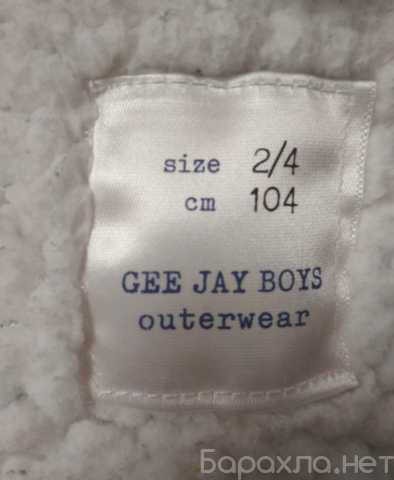 size 2/4
cm 104
GEE JAY BOYS
outerwear
Барахла.нет